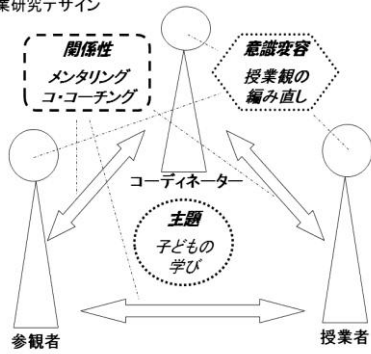 業研究デザイン
関係性
メンタリング
コ・コーチング
意識変容
授業観の
編み直し
コーディネーター
主題
子どもの
学び
参観者
授業者